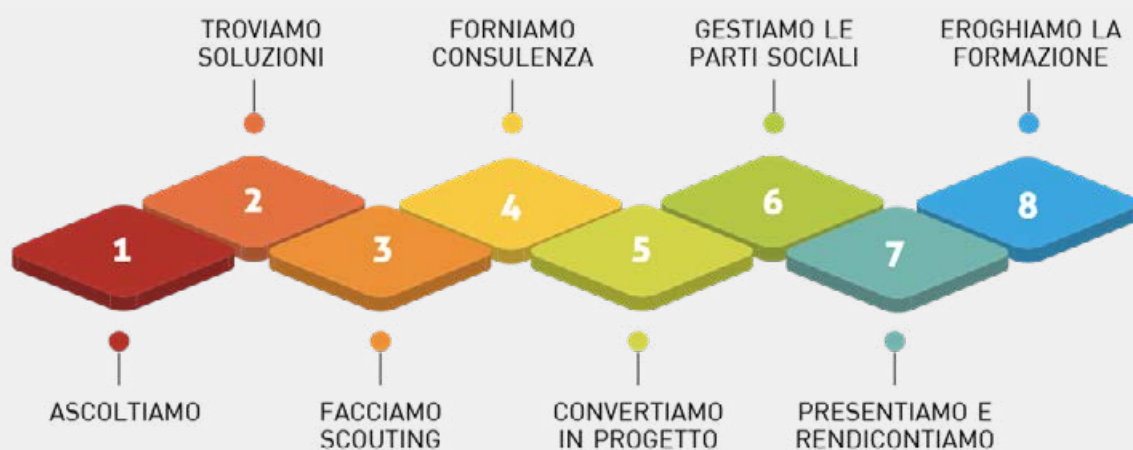 TROVIAMO
SOLUZIONI
FORNIAMO
CONSULENZA
GESTIAMO LE
PARTI SOCIALI
EROGHIAMO LA
FORMAZIONE
1
2
3
4
5
6
7
8
ASCOLTIAMO
FACCIAMO
SCOUTING
CONVERTIAMO
IN PROGETTO
PRESENTIAMO E
RENDICONTIAMO